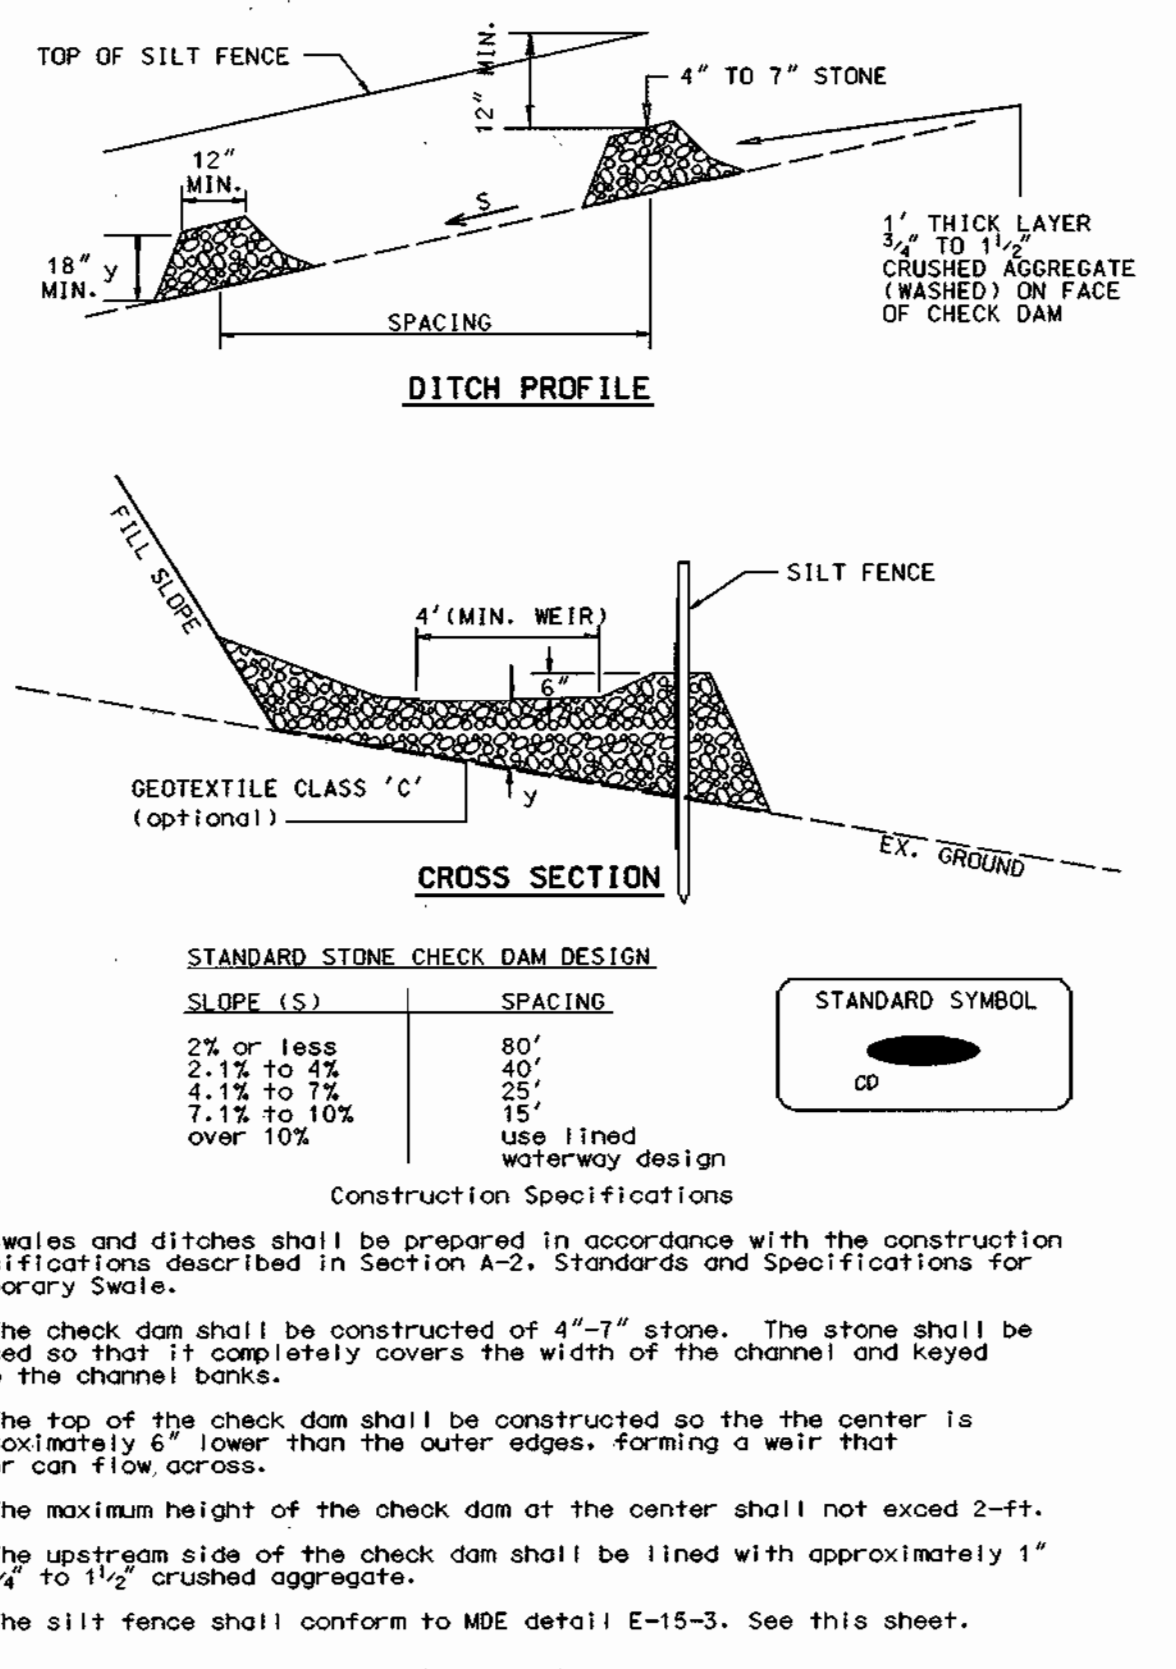 TOP OF SILT FENCE
12" MIN.
4" TO 7" STONE
12"
MIN.
S
18"
MIN.
y
1' THICK LAYER
3/4" TO 1 1/2"
CRUSHED AGGREGATE
(WASHED) ON FACE
OF CHECK DAM
SPACING
DITCH PROFILE
FILL SLOPE
SILT FENCE
4'(MIN. WEIR)
6"
GEOTEXTILE CLASS 'C'
(optional)
y
EX. GROUND
CROSS SECTION
STANDARD STONE CHECK DAM DESIGN
SLOPE (S) SPACING
2% or less 80'
2.1% to 4% 40'
4.1% to 7% 25'
7.1% to 10% 15'
over 10% use lined
waterway design
STANDARD SYMBOL
CD
Construction Specifications
wales and ditches shall be prepared in accordance with the construction
ifications described in Section A-2, Standards and Specifications for
orary Swale.
he check dam shall be constructed of 4"-7" stone. The stone shall be
ed so that it completely covers the width of the channel and keyed
the channel banks.
he top of the check dam shall be constructed so the the center is
oximately 6" lower than the outer edges, forming a weir that
r can flow across.
he maximum height of the check dam at the center shall not exced 2-ft.
he upstream side of the check dam shall be lined with approximately 1"
/4" to 1 1/2" crushed aggregate.
he silt fence shall conform to MDE detail E-15-3. See this sheet.